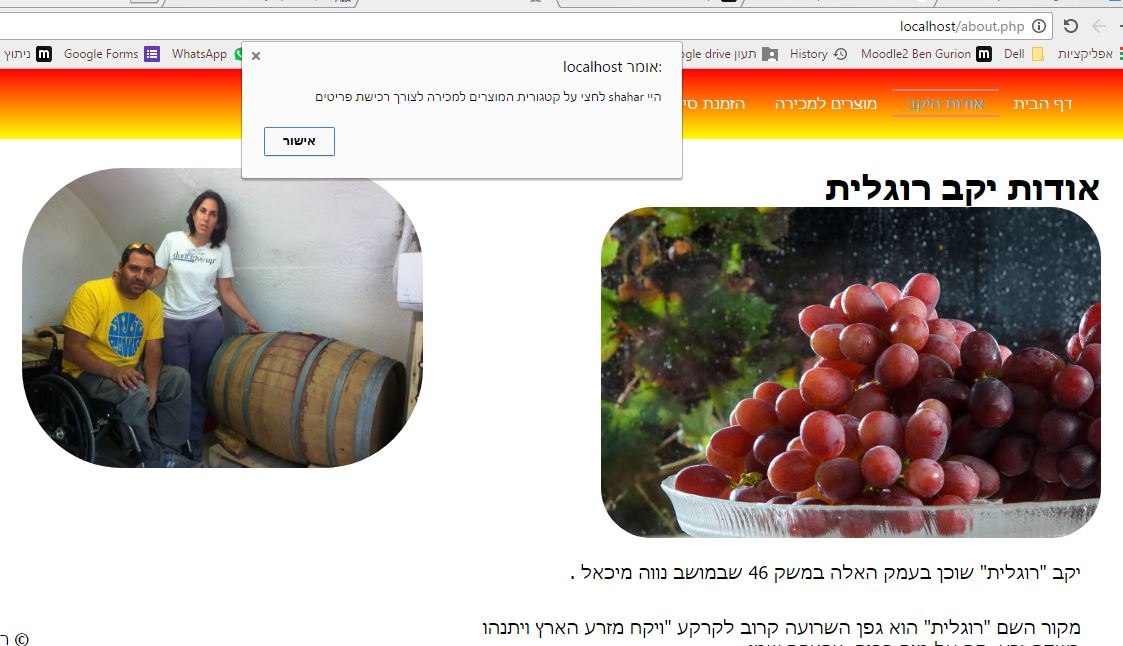 localhost/about.php
אפליקציות
Dell
Moodle2 Ben Gurion
History
תעון gle drive
WhatsApp
Google Forms
ניתוץ
דף הבית
אודות היקב
מוצרים למכירה
הזמנת סי
localhost אומר:
היי shahar לחצי על קטגורית המוצרים למכירה לצורך רכישת פריטים
אישור
אודות יקב רוגלית
don't give up
יקב "רוגלית" שוכן בעמק האלה במשק 46 שבמושב נווה מיכאל .
מקור השם "רוגלית" הוא גפן השרועה קרוב לקרקע "ויקח מזרע הארץ ויתנהו
© ר